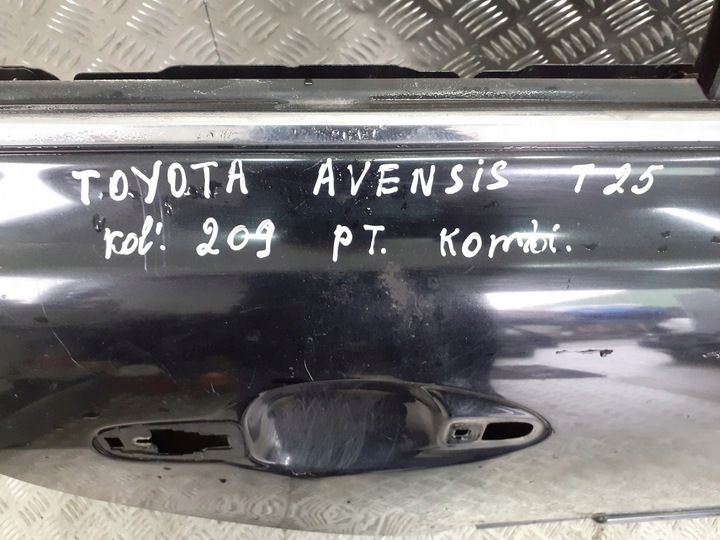 TOYOTA AVENSIS T25
kol: 209 PT. Kombi.